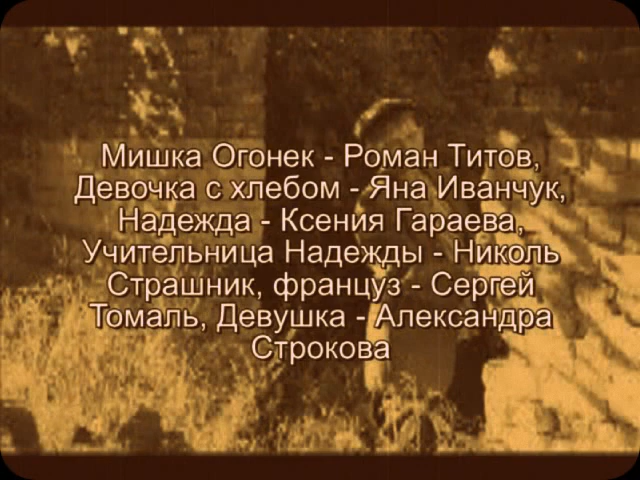 Мишка Огонек - Роман Титов,
Девочка с хлебом - Яна Иванчук,
Надежда - Ксения Гараева,
Учительница Надежды - Николь
Страшник, француз - Сергей
Томаль, Девушка - Александра
Строкова